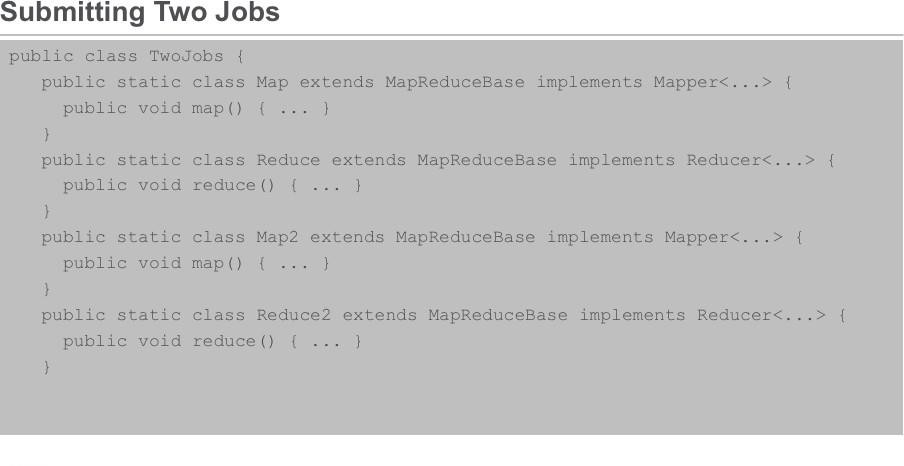 Submitting Two Jobs
public class TwoJobs {
public static class Map extends MapReduceBase implements Mapper<...> {
public void map() { ... }
}
public static class Reduce extends MapReduceBase implements Reducer<...> {
public void reduce() { ... }
}
public static class Map2 extends MapReduceBase implements Mapper<...> {
public void map() { ... }
}
public static class Reduce2 extends MapReduceBase implements Reducer<...> {
public void reduce() { ... }
}